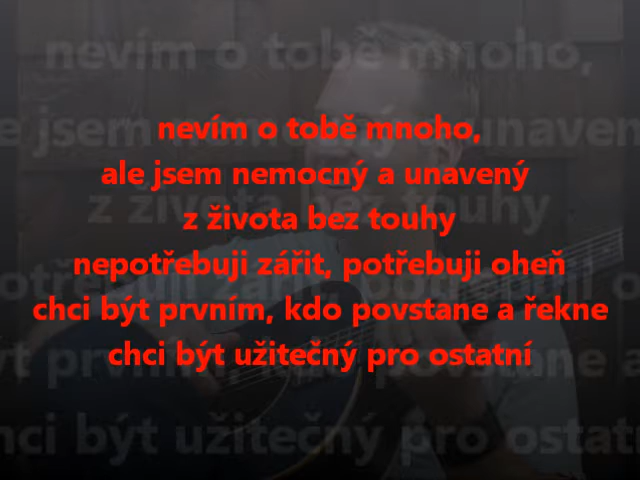 nevím o tobě mnoho,
ale jsem nemocný a unavený
z života bez touhy
nepotřebuji zářit, potřebuji oheň
chci být prvním, kdo povstane a řekne
chci být užitečný pro ostatní